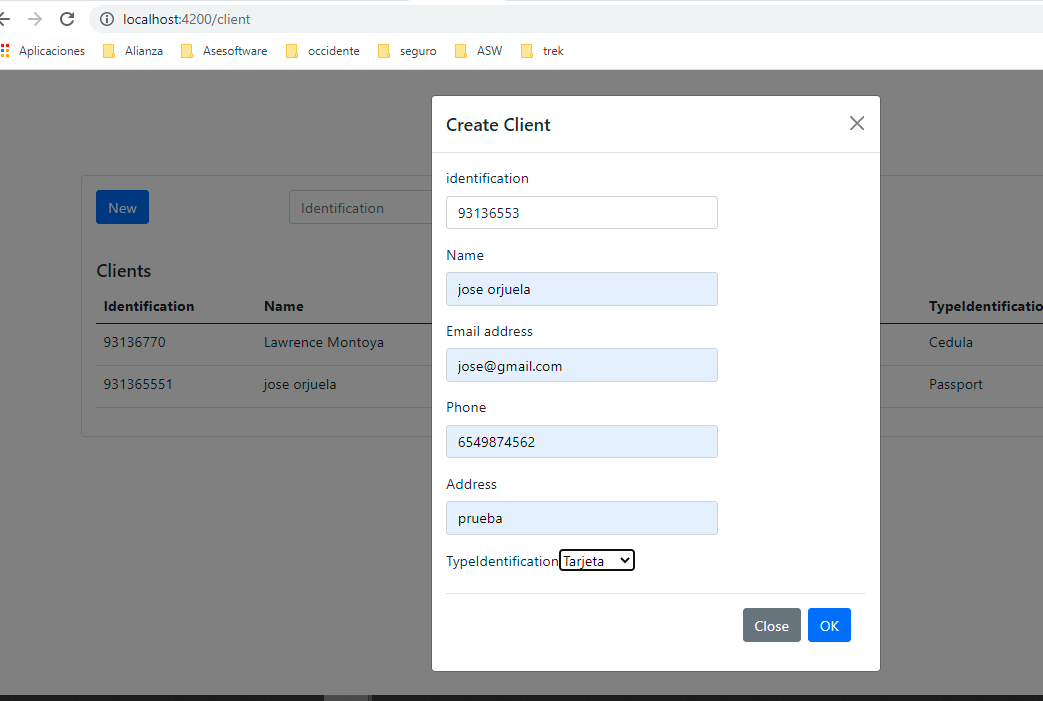 localhost:4200/client
Aplicaciones Alianza Asesoftware occidente seguro ASW trek
Create Client
identification
93136553
Name
jose orjuela
Email address
jose@gmail.com
Phone
6549874562
Address
prueba
TypeIdentification Tarjeta
Close OK
New Identification
Clients
Identification Name TypeIdentificatio
93136770 Lawrence Montoya Cedula
931365551 jose orjuela Passport